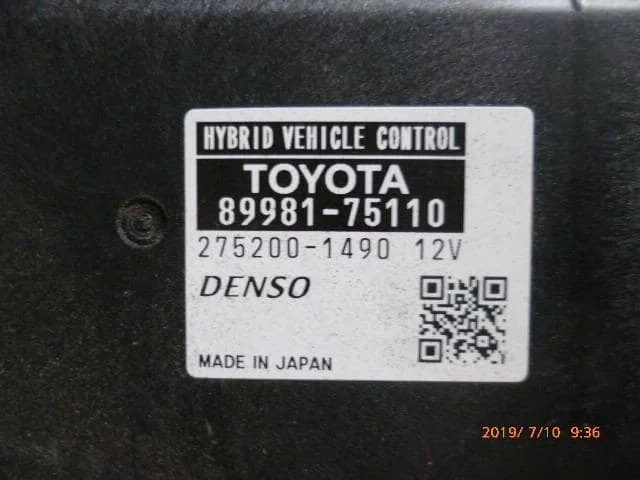 HYBRID VEHICLE CONTROL
TOYOTA
89981-75110
275200-1490 12V
DENSO
MADE IN JAPAN
2019/ 7/10 9:36